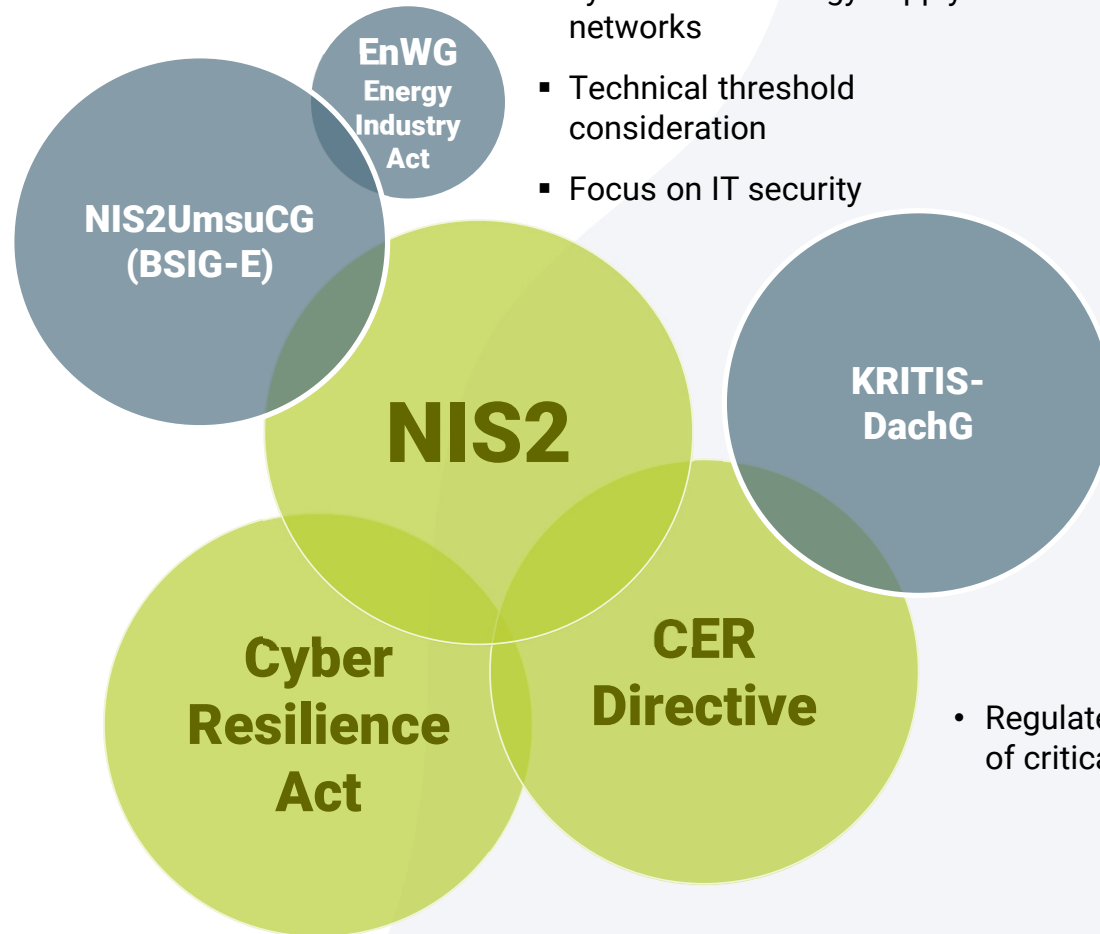 networks
▪ Technical threshold
consideration
▪ Focus on IT security
EnWG
Energy
Industry
Act
NIS2UmsuCG
(BSIG-E)
KRITIS-
DachG
NIS2
Cyber
Resilience
Act
CER
Directive
• Regulate
of critica